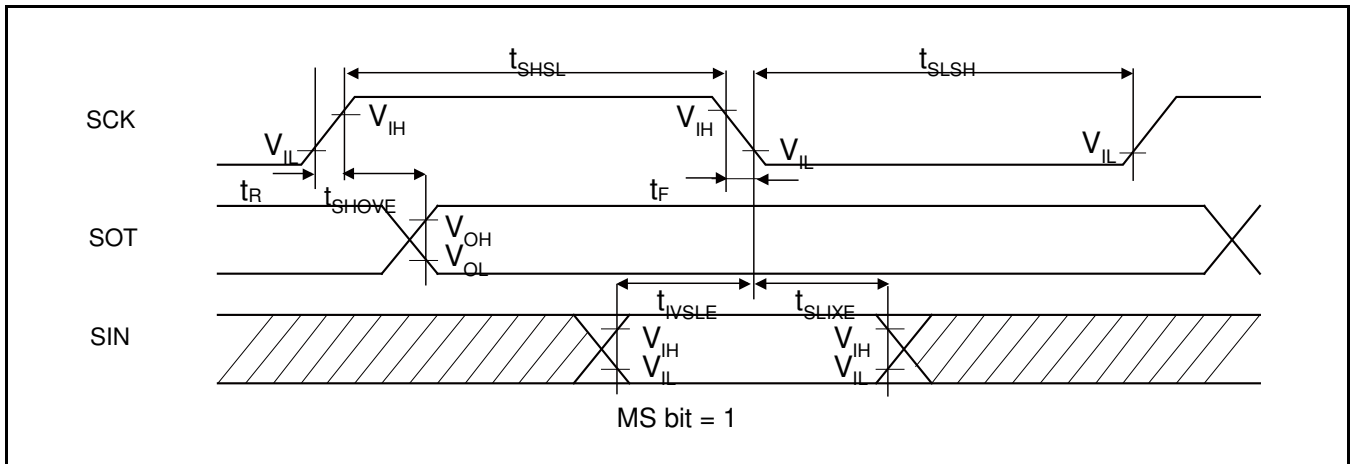 tSHSL
tSLSH
SCK
VIH
VIH
VIL
VIL
VIL
tR
tSHOVE
tF
SOT
VOH
VOL
tIVSLE
tSLIXE
SIN
VIH
VIH
VIL
VIL
MS bit = 1